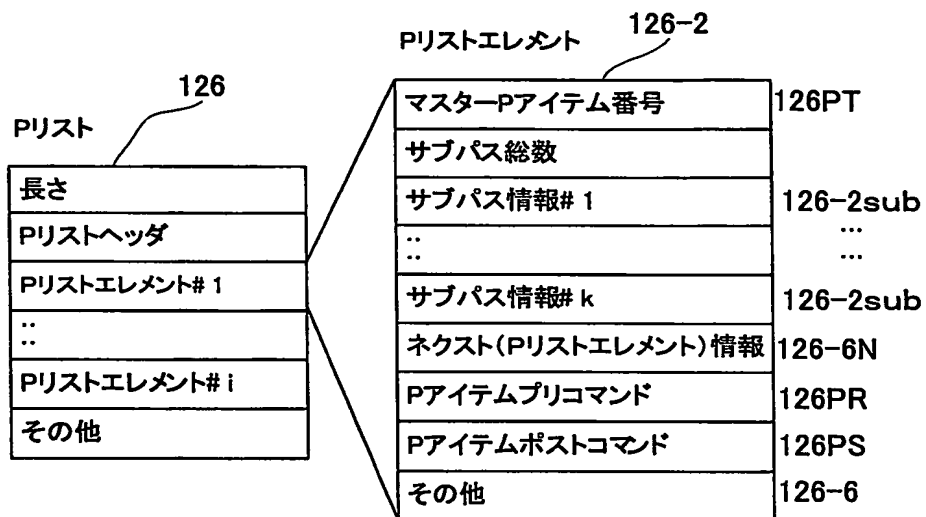 126
Pリスト
長さ
Pリストヘッダ
Pリストエレメント#1
::
::
Pリストエレメント#i
その他
126-2
Pリストエレメント
マスターPアイテム番号 126PT
サブパス総数
サブパス情報#1 126-2sub
:: …
:: …
サブパス情報#k 126-2sub
ネクスト(Pリストエレメント)情報 126-6N
Pアイテムプリコマンド 126PR
Pアイテムポストコマンド 126PS
その他 126-6